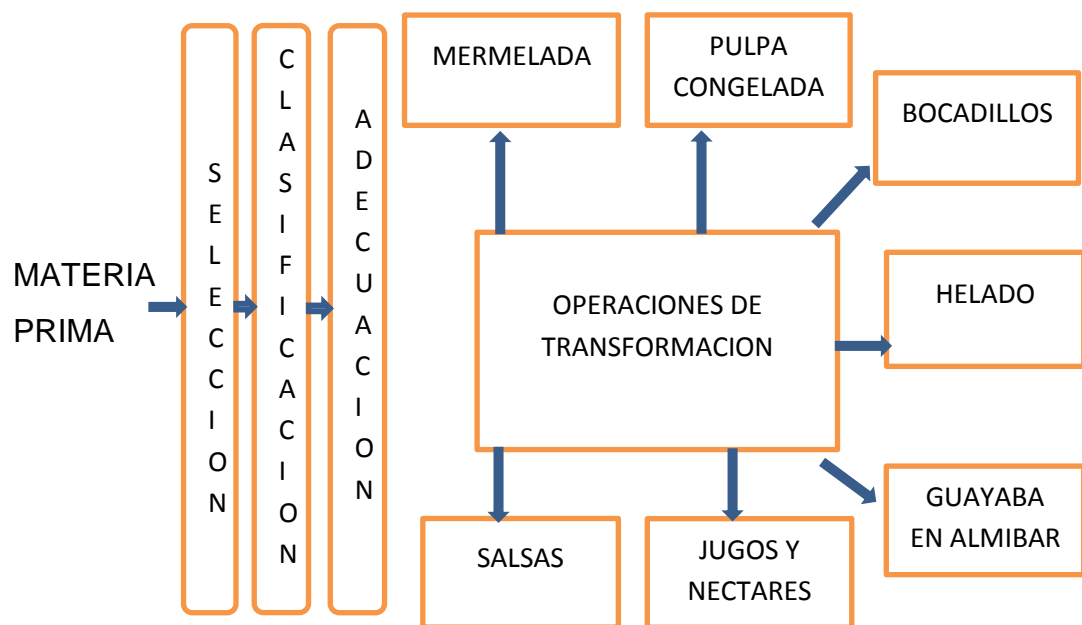 MATERIA
PRIMA
SELECCION
CLASIFICACION
ADECUACION
MERMELADA
PULPA
CONGELADA
BOCADILLOS
OPERACIONES DE
TRANSFORMACION
HELADO
GUAYABA
EN ALMIBAR
SALSAS
JUGOS Y
NECTARES